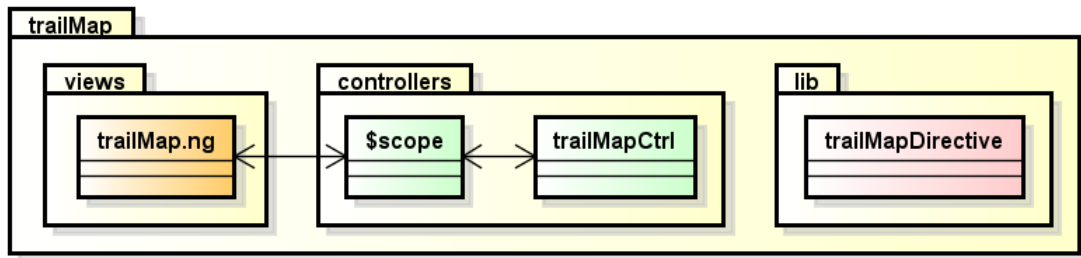 trailMap
views
controllers
lib
trailMap.ng
$scope
trailMapCtrl
trailMapDirective